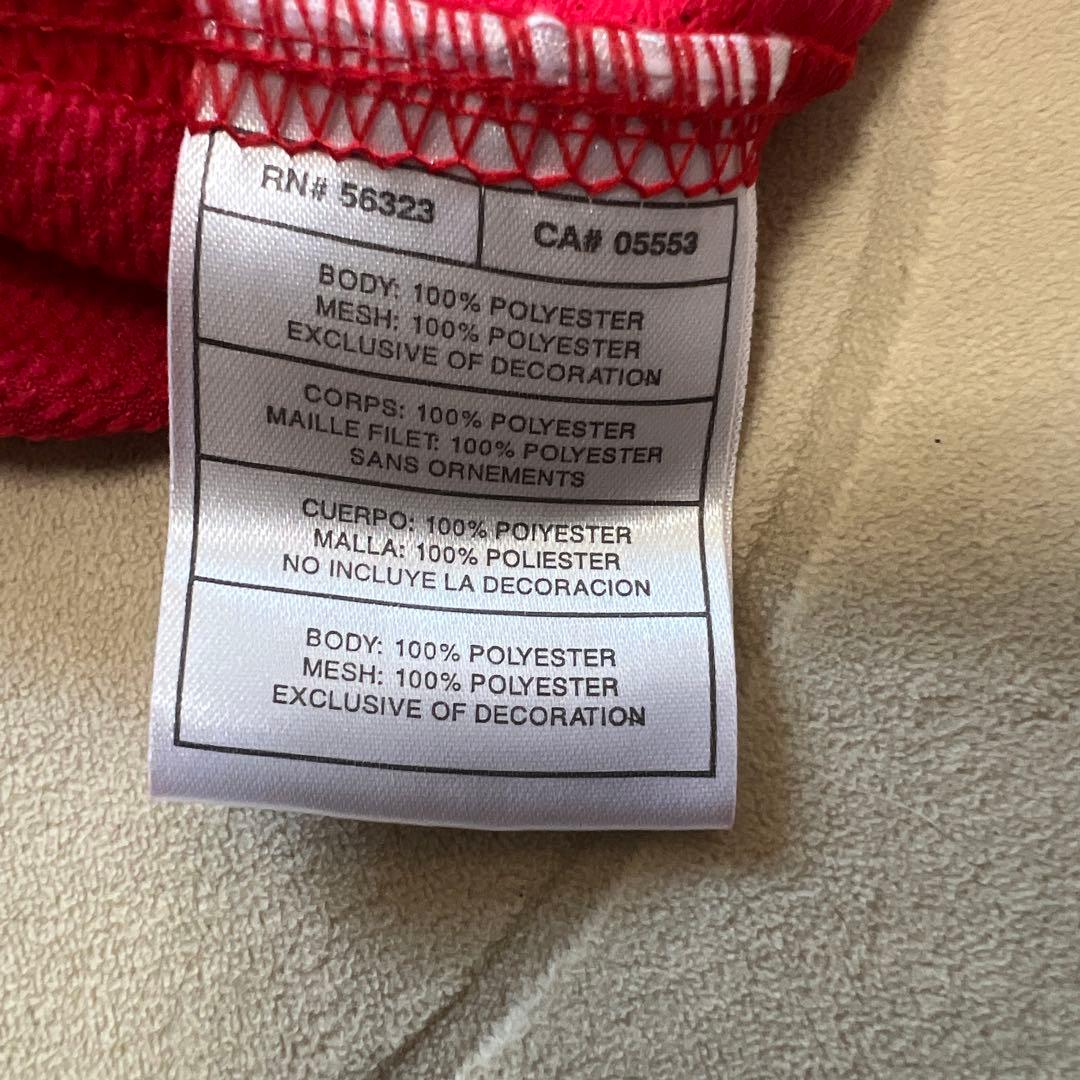 RN# 56323
CA# 05553
BODY: 100% POLYESTER
MESH: 100% POLYESTER
EXCLUSIVE OF DECORATION
CORPS: 100% POLYESTER
MAILLE FILET: 100% POLYESTER
SANS ORNEMENTS
CUERPO: 100% POIYESTER
MALLA: 100% POLIESTER
NO INCLUYE LA DECORACION
BODY: 100% POLYESTER
MESH: 100% POLYESTER
EXCLUSIVE OF DECORATION